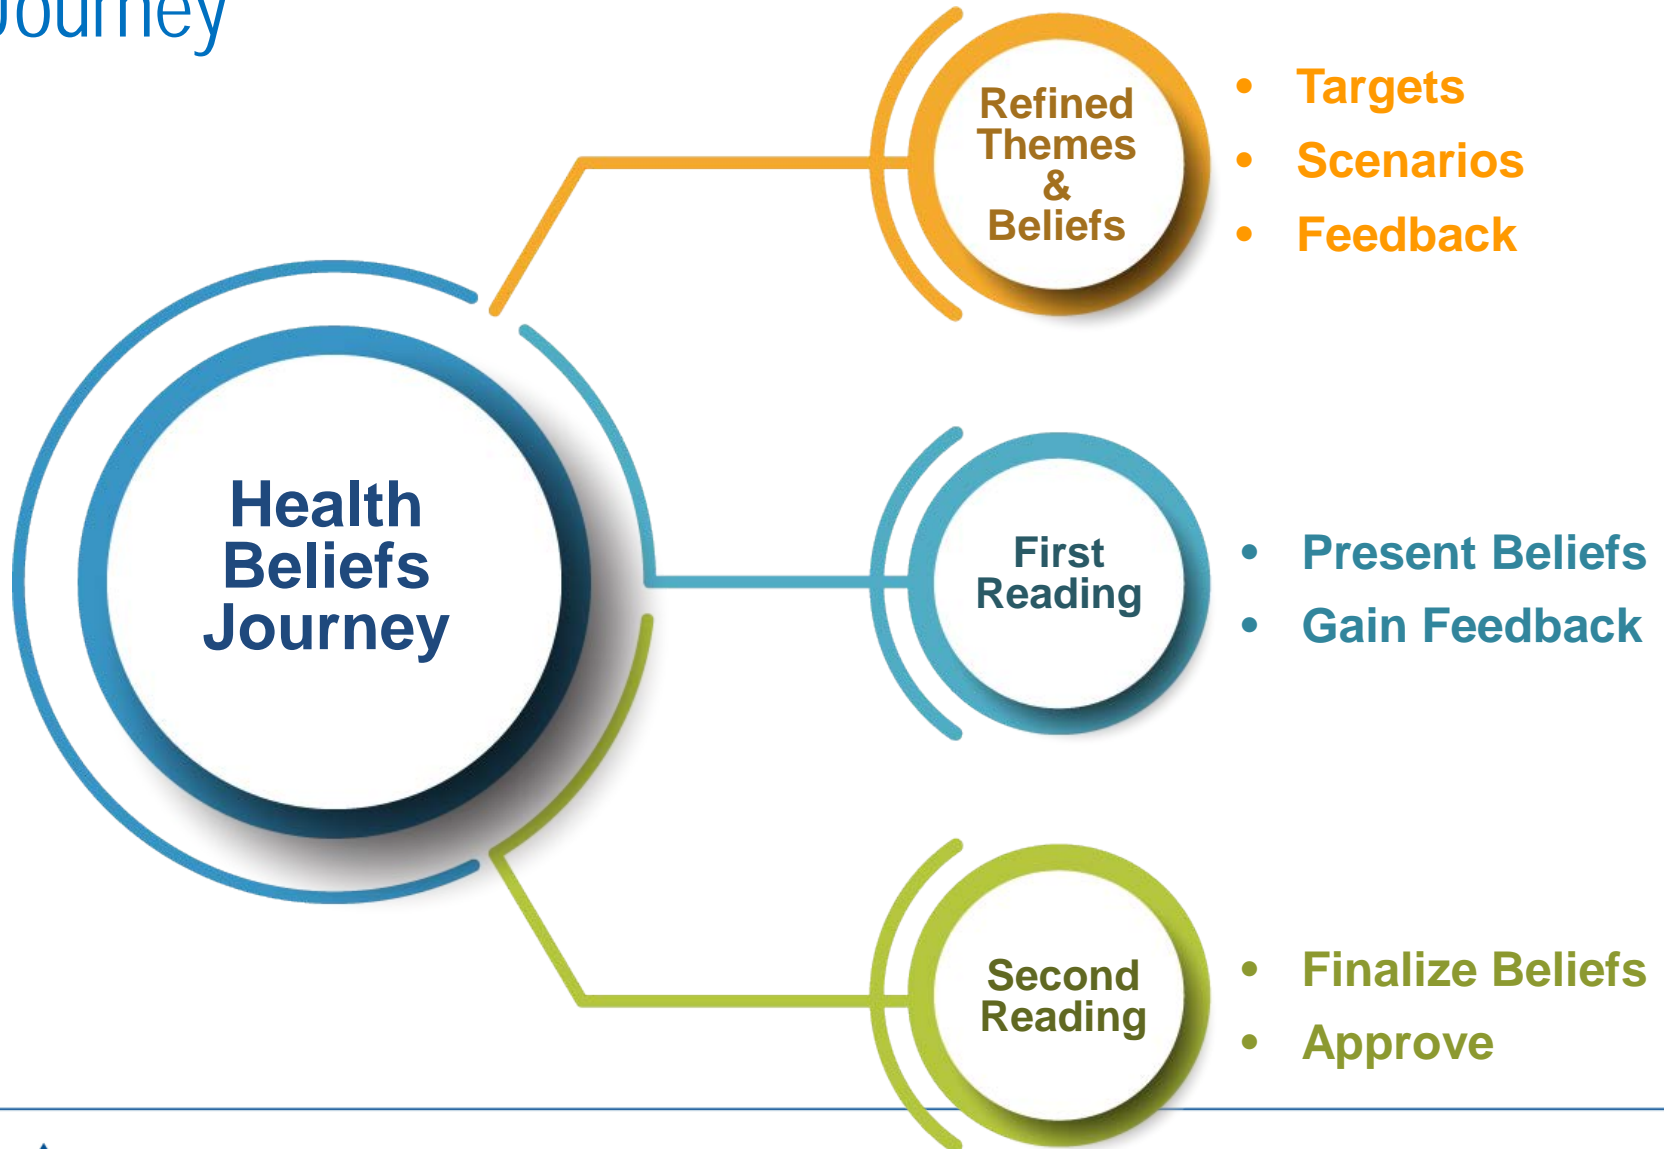 Journey
Refined
Themes
&
Beliefs
• Targets
• Scenarios
• Feedback
Health
Beliefs
Journey
First
Reading
• Present Beliefs
• Gain Feedback
Second
Reading
• Finalize Beliefs
• Approve